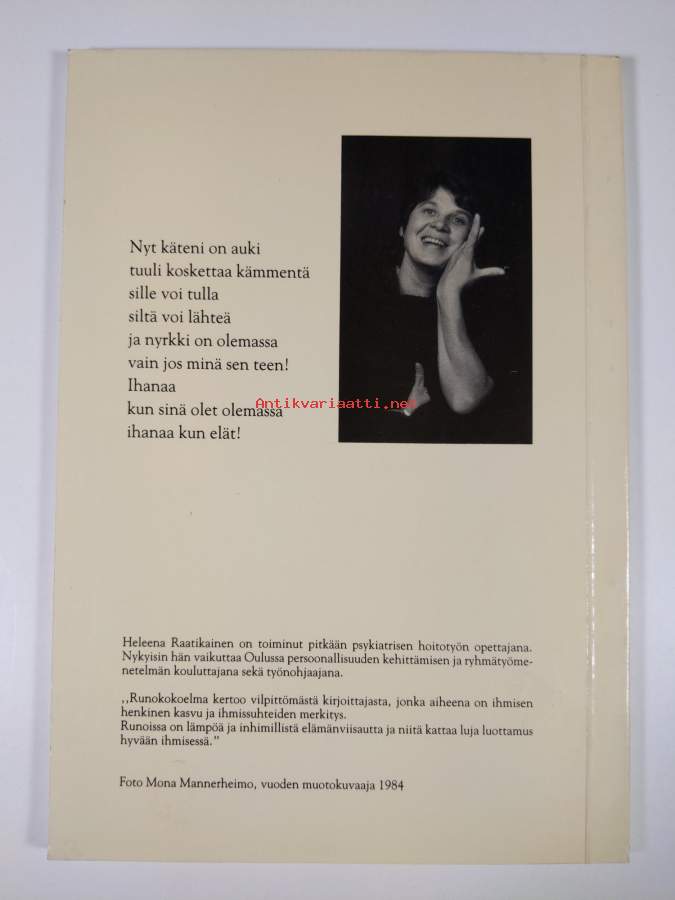 Nyt käteni on auki
tuuli koskettaa kämmentä
sille voi tulla
siltä voi lähteä
ja nyrkki on olemassa
vain jos minä sen teen!
Ihanaa
kun sinä olet olemassa
ihanaa kun elät!
Antikvariaatti.net
Heleena Raatikainen on toiminut pitkään psykiatrisen hoitotyön opettajana.
Nykyisin hän vaikuttaa Oulussa persoonallisuuden kehittämisen ja ryhmätyöme-
netelmän kouluttajana sekä työnohjaajana.
,,Runokokoelma kertoo vilpittömästä kirjoittajasta, jonka aiheena on ihmisen
henkinen kasvu ja ihmissuhteiden merkitys.
Runoissa on lämpöä ja inhimillistä elämänviisautta ja niitä kattaa luja luottamus
hyvään ihmisessä."
Foto Mona Mannerheimo, vuoden muotokuvaaja 1984